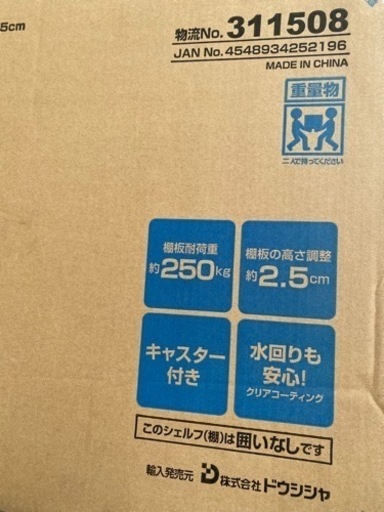 5cm
物流No. 311508
JAN No. 4548934252196
MADE IN CHINA
重量物
二人で持ってください
棚板耐荷重
約250kg
棚板の高さ調整
約2.5cm
キャスター
付き
水回りも
安心!
クリアコーティング
このシェルフ(棚)は囲いなしです
輸入発売元 株式会社ドウシシャ